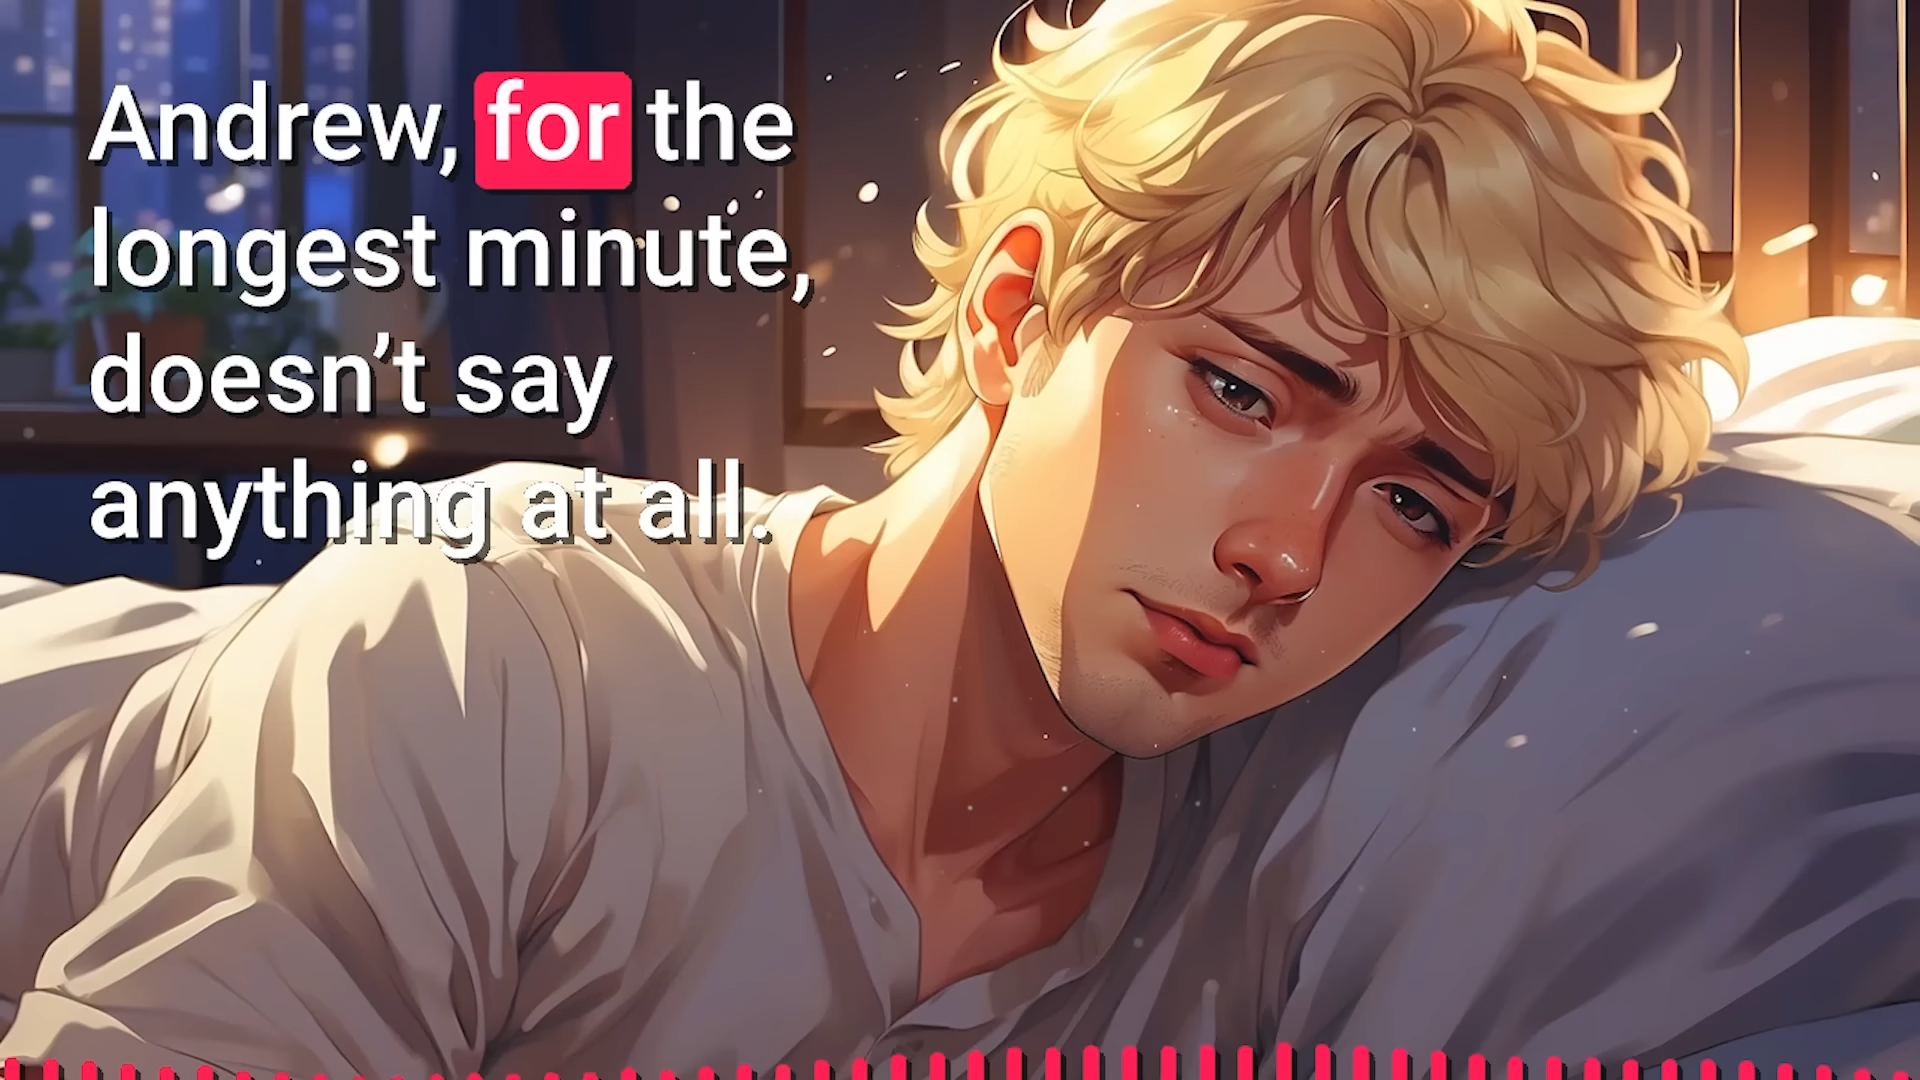 Andrew, for the
longest minute,
doesn’t say
anything at all.